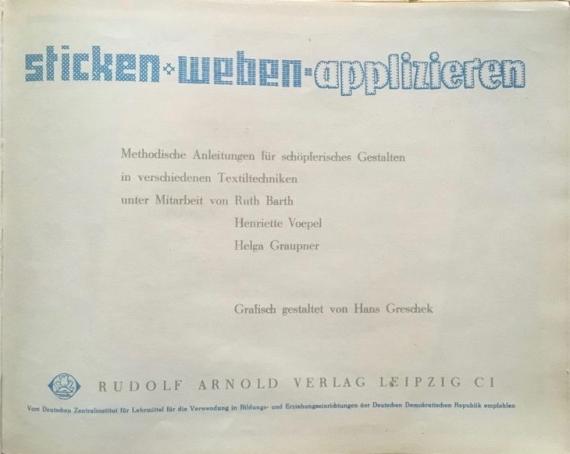 sticken + weben = applizieren
Methodische Anleitungen für schöpferisches Gestalten
in verschiedenen Textiltechniken
unter Mitarbeit von Ruth Barth
Henriette Voepel
Helga Graupner
Grafisch gestaltet von Hans Greschek
RUDOLF ARNOLD VERLAG LEIPZIG C1
Vom Deutschen Zentralinstitut für Lehrmittel für die Verwendung in Bildungs- und Erziehungseinrichtungen der Deutschen Demokratischen Republik empfohlen